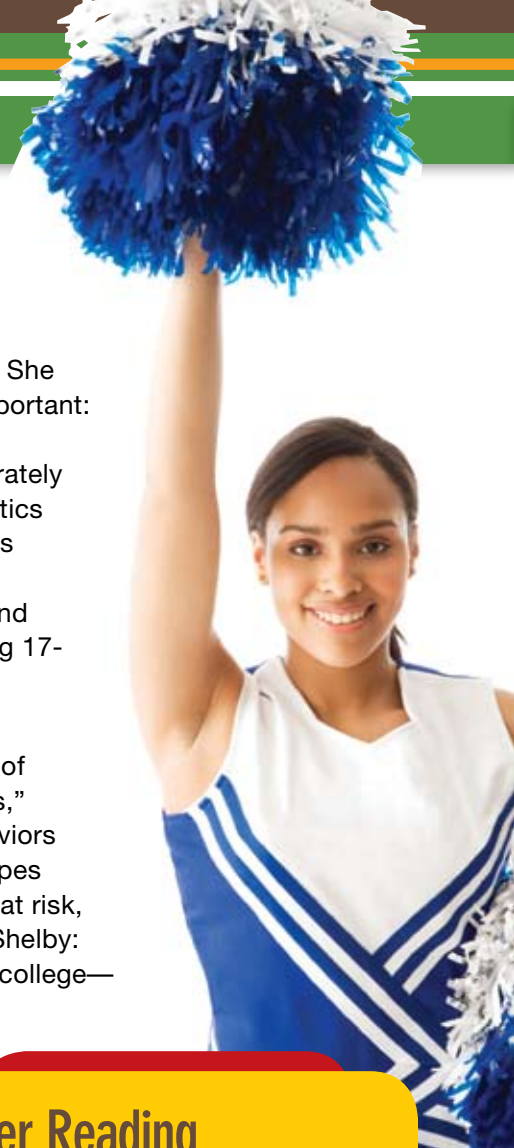 She
portant:
rately
tics
s
nd
g 17-
of
s,”
viors
pes
at risk,
Shelby:
college—
er Reading